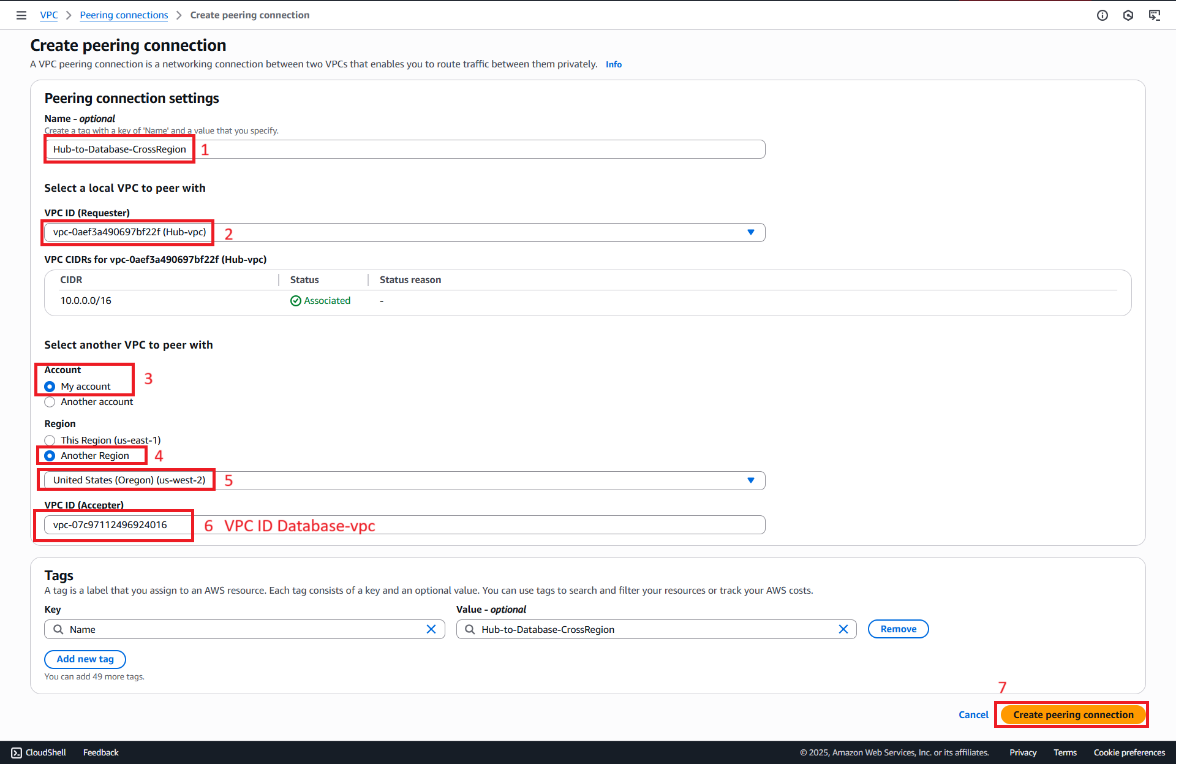 VPC > Peering connections > Create peering connection
Create peering connection
A VPC peering connection is a networking connection between two VPCs that enables you to route traffic between them privately. Info
Peering connection settings
Name - optional
Create a tag with a key of 'Name' and a value that you specify.
Hub-to-Database-CrossRegion 1
Select a local VPC to peer with
VPC ID (Requester)
vpc-0aef3a490697bf22f (Hub-vpc) 2
VPC CIDRs for vpc-0aef3a490697bf22f (Hub-vpc)
CIDR Status Status reason
10.0.0.0/16 Associated -
Select another VPC to peer with
Account
My account 3
Another account
Region
This Region (us-east-1)
Another Region 4
United States (Oregon) (us-west-2) 5
VPC ID (Accepter)
vpc-07c97112496924016 6 VPC ID Database-vpc
Tags
A tag is a label that you assign to an AWS resource. Each tag consists of a key and an optional value. You can use tags to search and filter your resources or track your AWS costs.
Key Value - optional
Name Hub-to-Database-CrossRegion Remove
Add new tag
You can add 49 more tags.
7
Cancel Create peering connection
CloudShell Feedback © 2025, Amazon Web Services, Inc. or its affiliates. Privacy Terms Cookie preferences